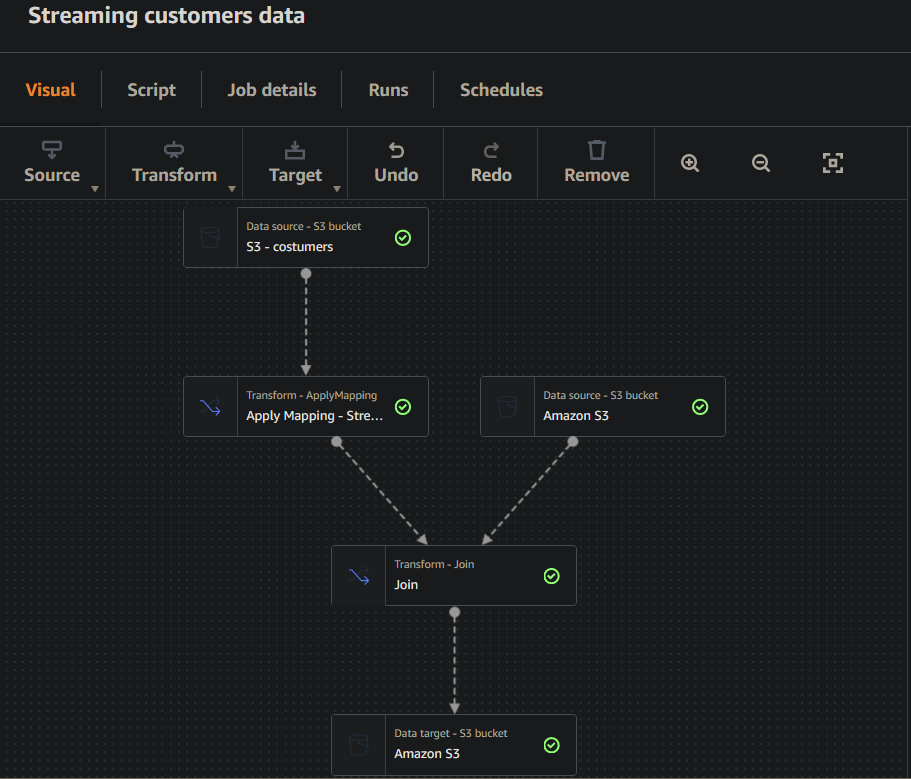 Streaming customers data
Visual
Script
Job details
Runs
Schedules
Source
Transform
Target
Undo
Redo
Remove
Data source - S3 bucket
S3 - costumers
Transform - ApplyMapping
Apply Mapping - Stre...
Data source - S3 bucket
Amazon S3
Transform - Join
Join
Data target - S3 bucket
Amazon S3